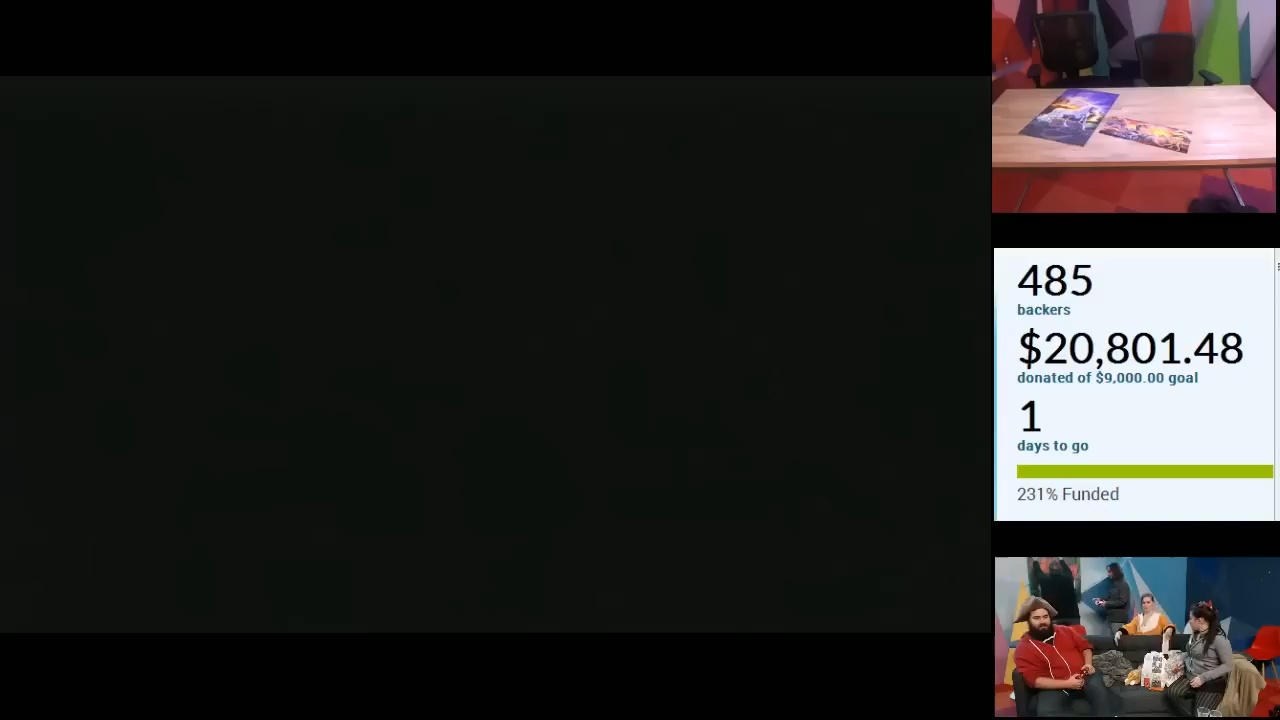 485
backers
$20,801.48
donated of $9,000.00 goal
1
days to go
231% Funded